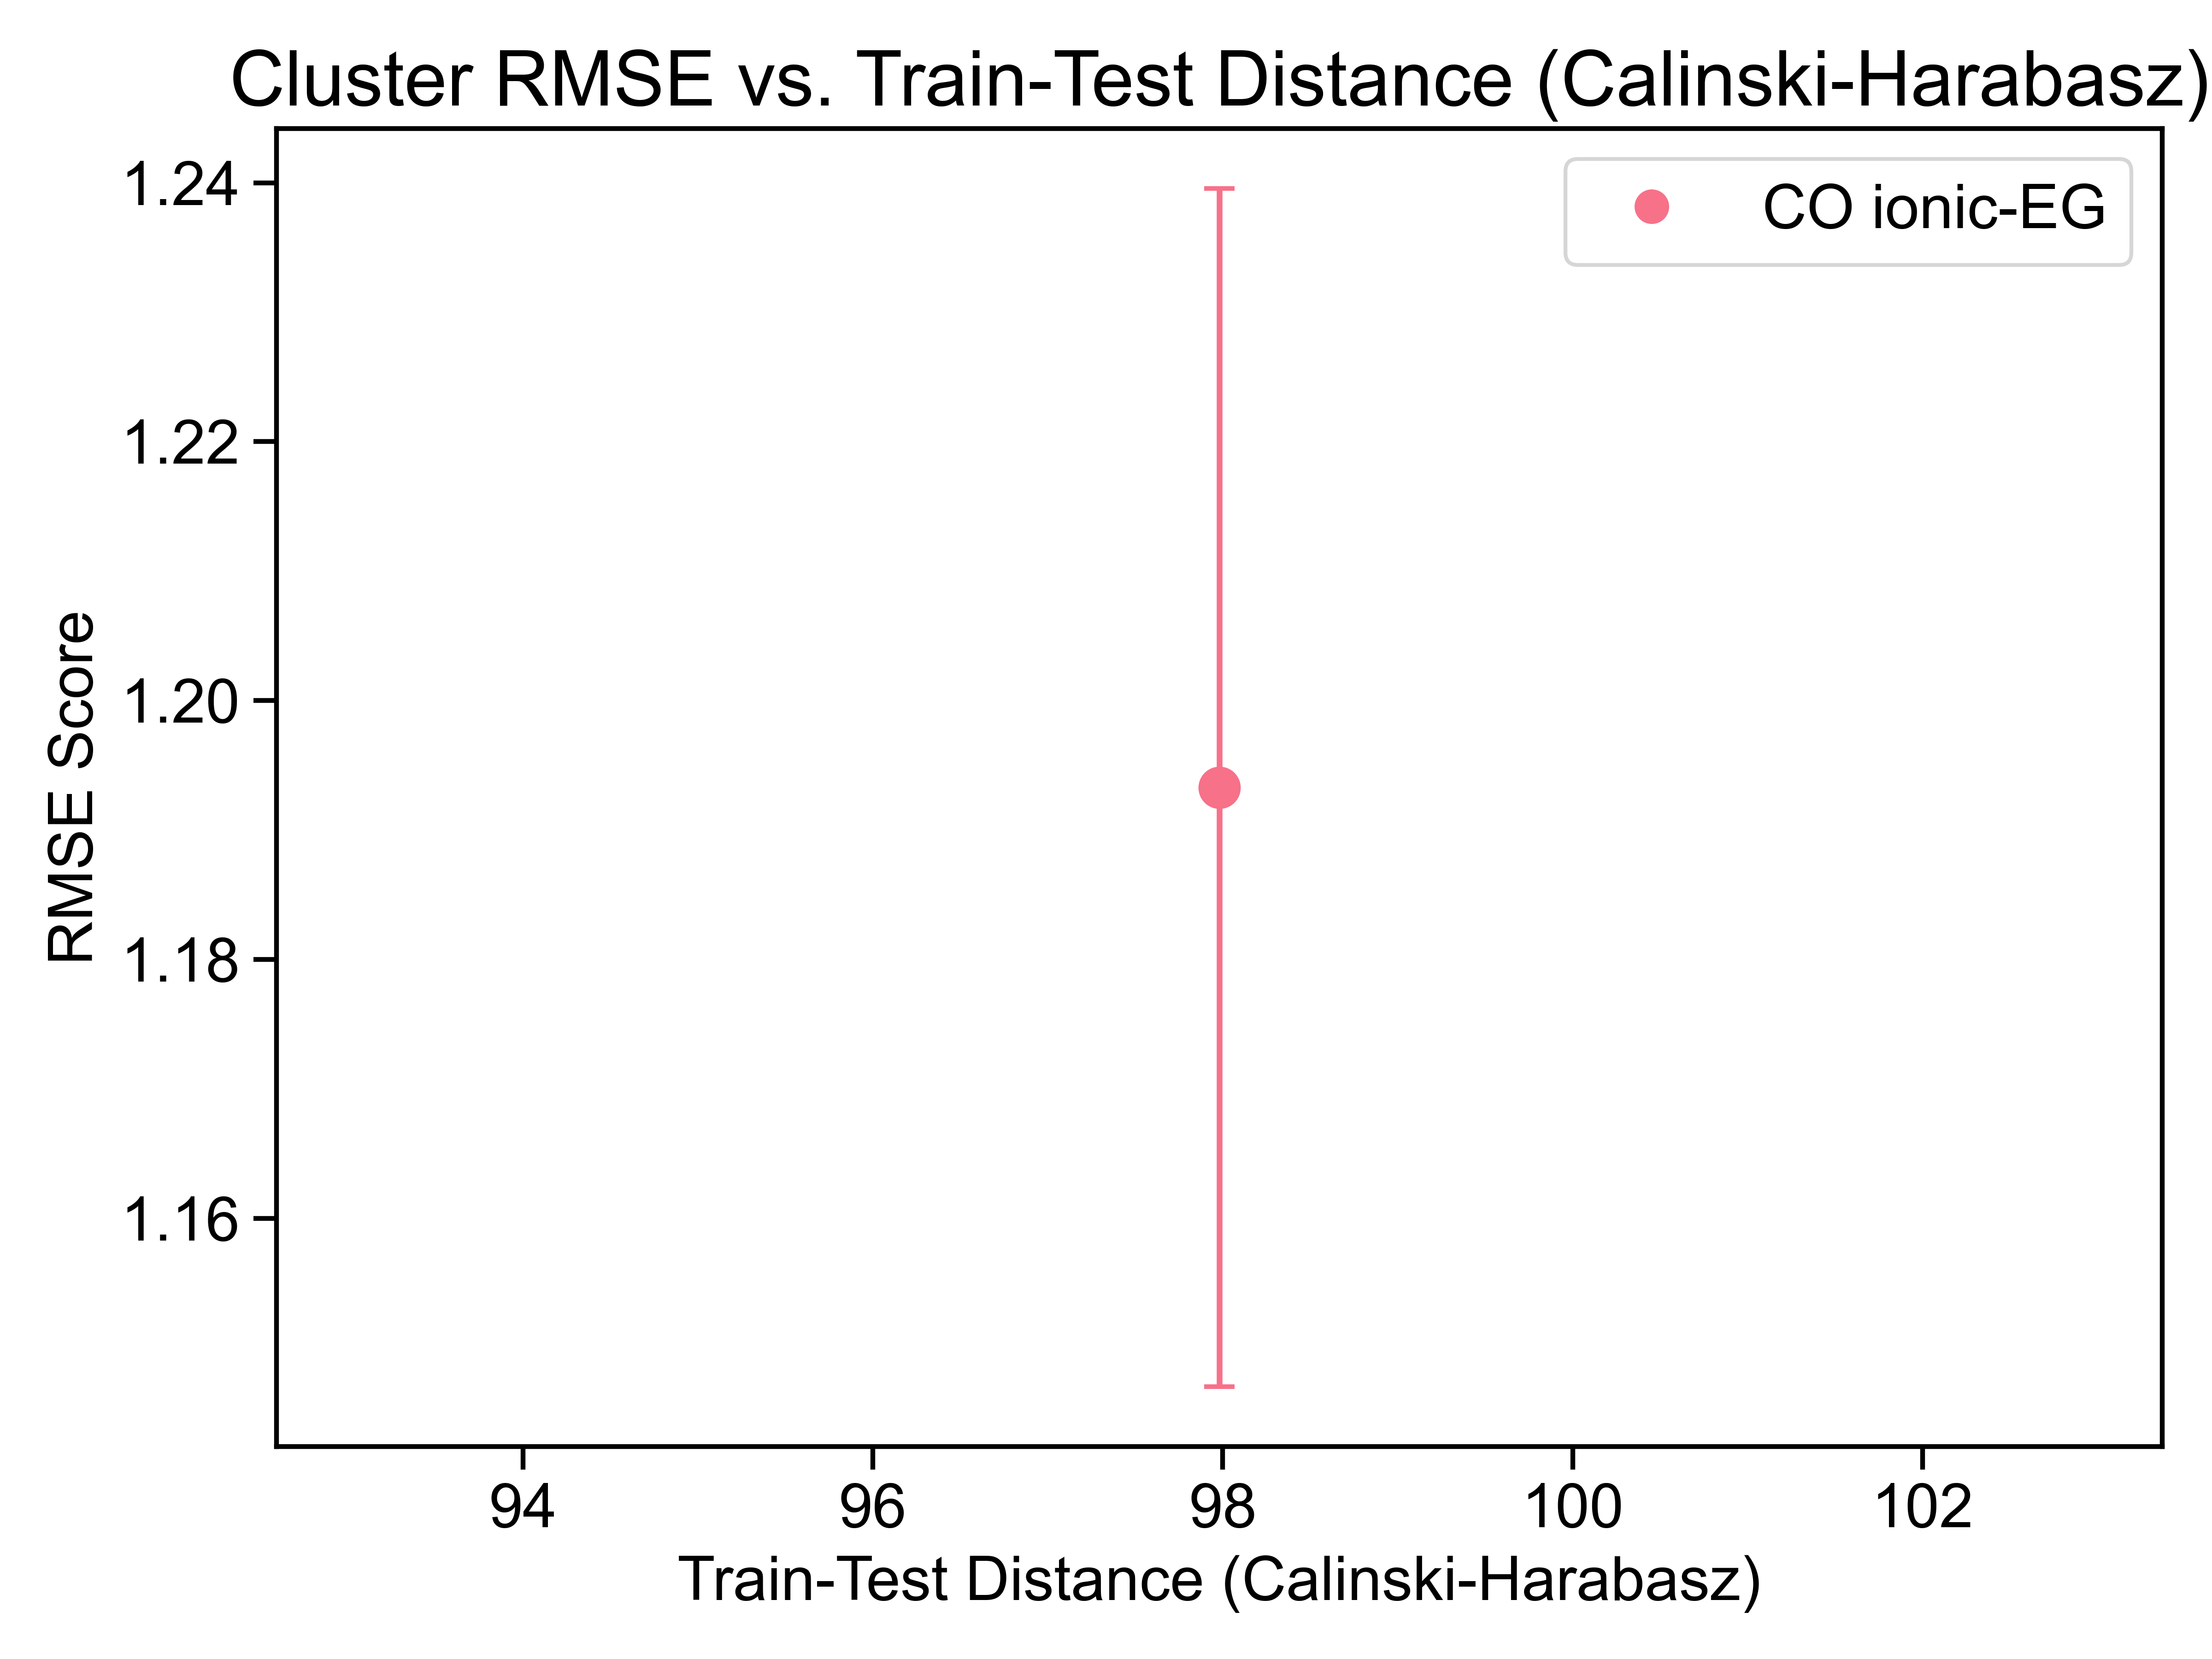 Cluster RMSE vs. Train-Test Distance (Calinski-Harabasz)
CO ionic-EG
1.24
1.22
1.20
1.18
1.16
RMSE Score
94 96 98 100 102
Train-Test Distance (Calinski-Harabasz)